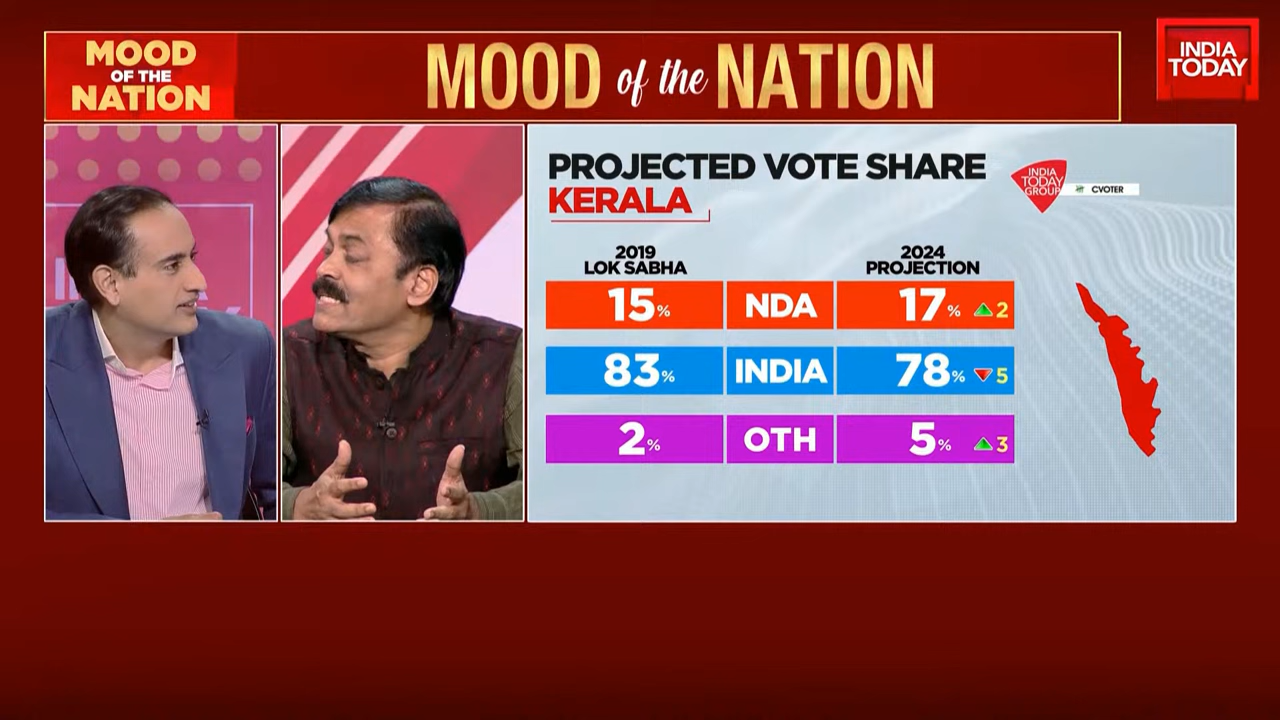 MOOD
OF THE
NATION
MOOD of the NATION
INDIA
TODAY
PROJECTED VOTE SHARE
KERALA
INDIA
TODAY
GROUP
CVOTER
2019
LOK SABHA
2024
PROJECTION
15% NDA 17% 2
83% INDIA 78% 5
2% OTH 5% 3